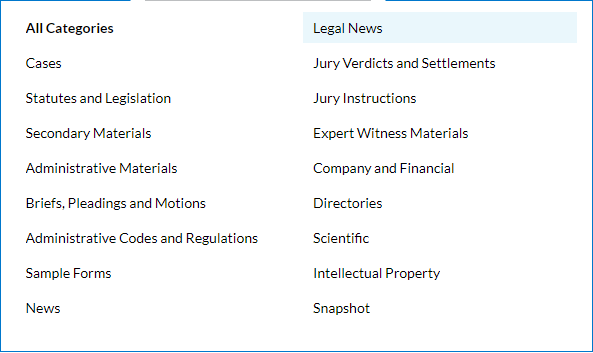 All Categories
Cases
Statutes and Legislation
Secondary Materials
Administrative Materials
Briefs, Pleadings and Motions
Administrative Codes and Regulations
Sample Forms
News
Legal News
Jury Verdicts and Settlements
Jury Instructions
Expert Witness Materials
Company and Financial
Directories
Scientific
Intellectual Property
Snapshot